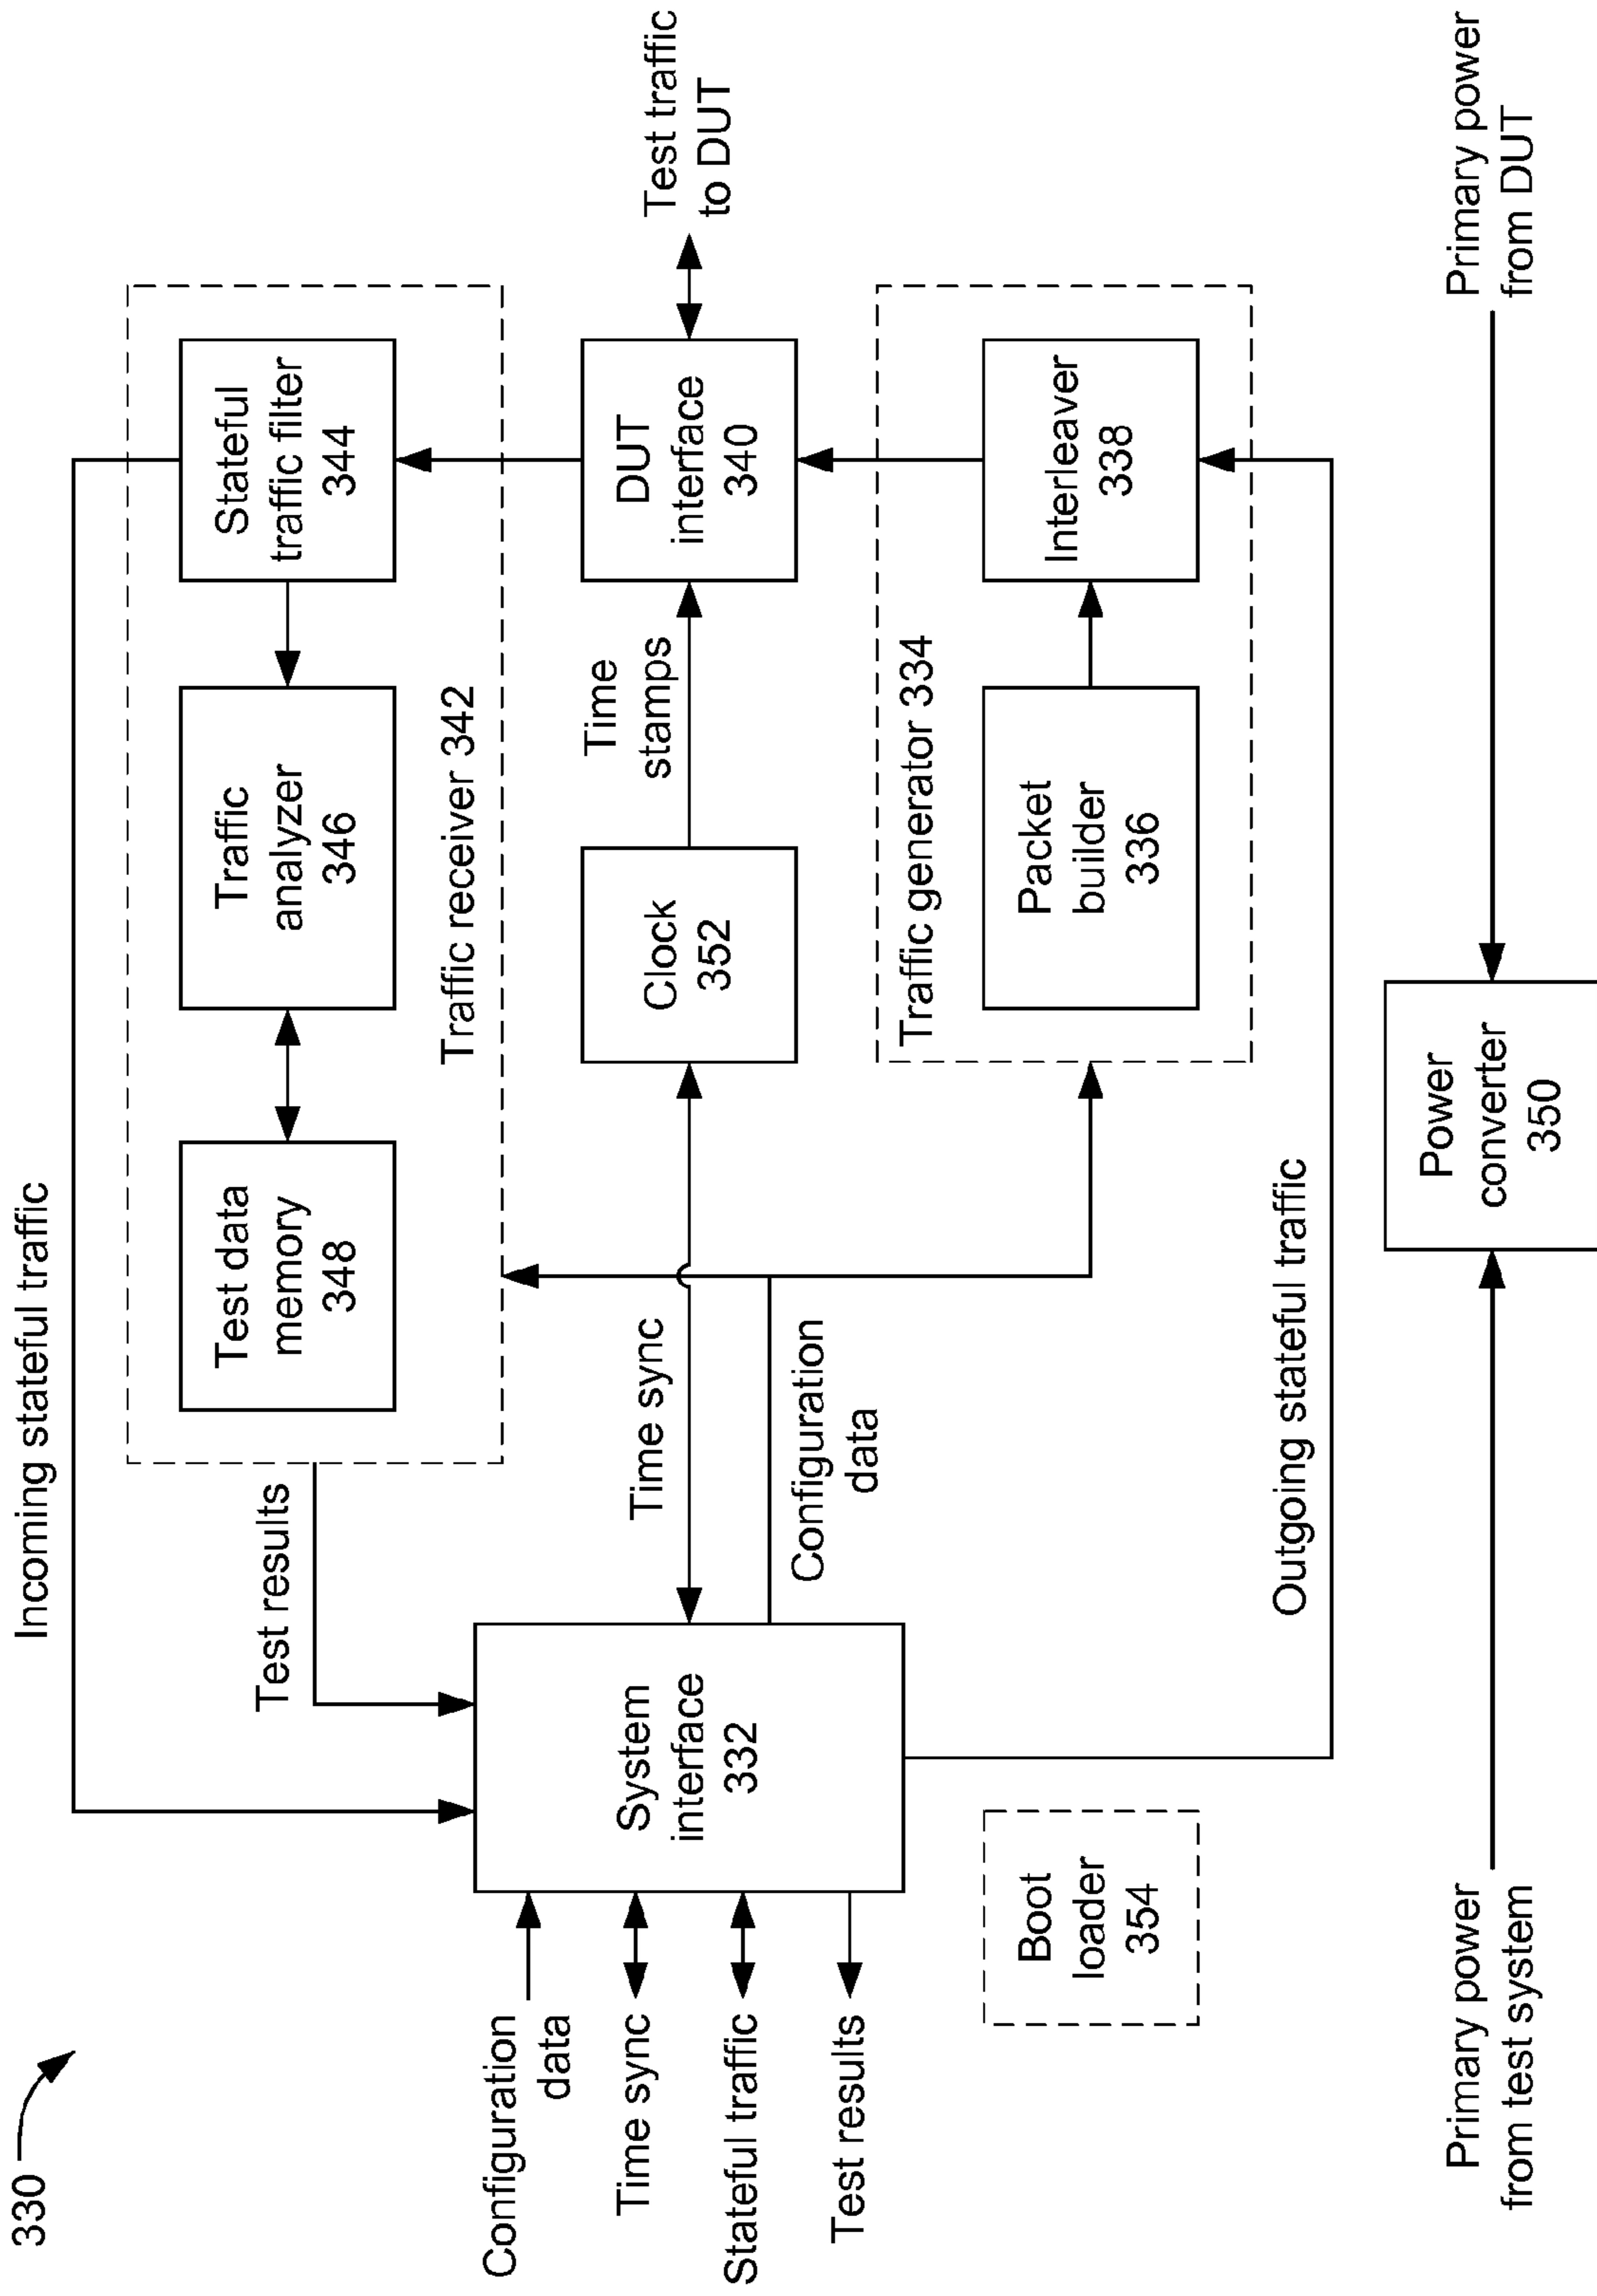 330
Incoming stateful traffic
Test results
Test data
memory
348
Traffic
analyzer
346
Stateful
traffic filter
344
Traffic receiver 342
Configuration
data
Time sync
Stateful traffic
Test results
System
interface
332
Time sync
Configuration
data
Clock
352
Time
stamps
DUT
interface
340
Test traffic
to DUT
Traffic generator 334
Packet
builder
336
Interleaver
338
Boot
loader
354
Outgoing stateful traffic
Primary power
from test system
Power
converter
350
Primary power
from DUT